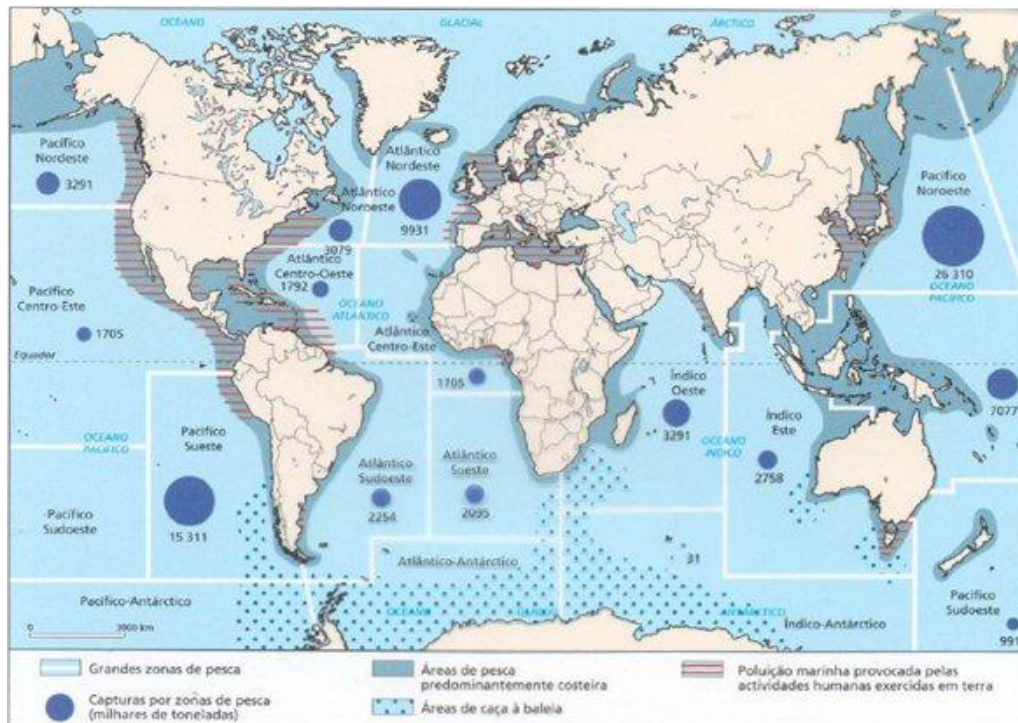 OCEANO
GLACIAL
ÁRCTICO
N
Pacífico
Nordeste
3291
Atlântico
Nordeste
9931
Atlântico
Noroeste
3079
Atlântico
Centro-Oeste
1792
OCEANO
ATLÂNTICO
Pacífico
Noroeste
26 310
OCEANO
PACÍFICO
Pacífico
Centro-Este
1705
Equador
Atlântico
Centro-Este
1705
Índico
Oeste
3291
OCEANO
ÍNDICO
Índico
Este
2758
7077
OCEANO
PACÍFICO
Pacífico
Sueste
15 311
Atlântico
Sudoeste
2254
Atlântico
Sueste
2095
Pacífico
Sudoeste
Atlântico-Antárctico
31
Pacífico-Antárctico
OCEANO
ANTÁRCTICO
Índico-Antárctico
Pacífico
Sudoeste
991
0 3000 km
Grandes zonas de pesca
Capturas por zonas de pesca
(milhares de toneladas)
Áreas de pesca
predominantemente costeira
Áreas de caça à baleia
Poluição marinha provocada pelas
actividades humanas exercidas em terra